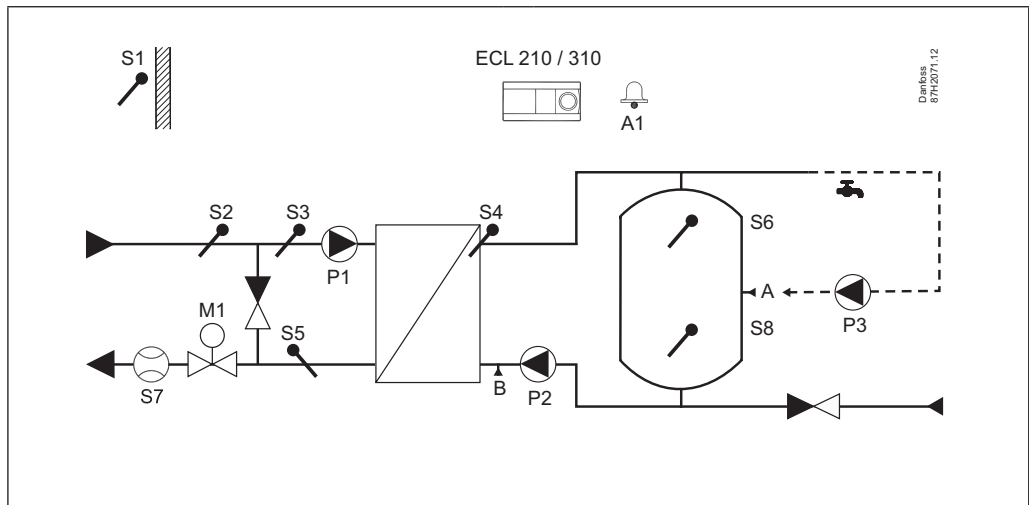 S1
ECL 210 / 310
A1
Danfoss
87H2071.12
S2
S3
S4
S6
P1
A
P3
M1
S5
S8
S7
B
P2